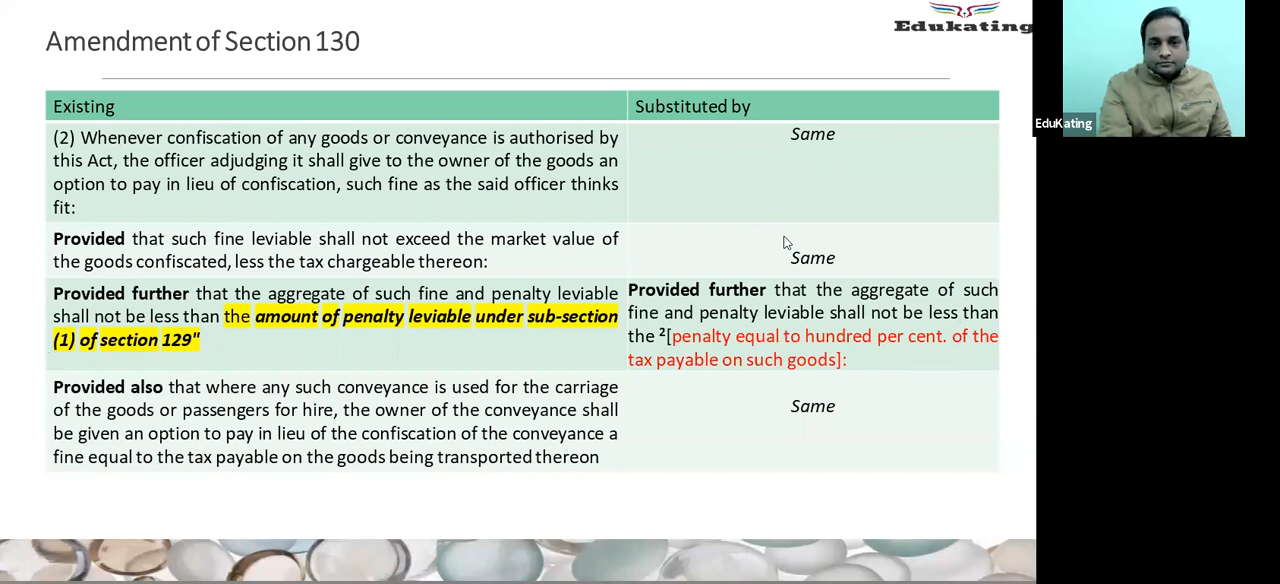 Amendment of Section 130
Edukating
EduKating
Existing
Substituted by
(2) Whenever confiscation of any goods or conveyance is authorised by
this Act, the officer adjudging it shall give to the owner of the goods an
option to pay in lieu of confiscation, such fine as the said officer thinks
fit:
Same
Provided that such fine leviable shall not exceed the market value of
the goods confiscated, less the tax chargeable thereon:
Same
Provided further that the aggregate of such fine and penalty leviable
shall not be less than the amount of penalty leviable under sub-section
(1) of section 129"
Provided further that the aggregate of such
fine and penalty leviable shall not be less than
the ²[penalty equal to hundred per cent. of the
tax payable on such goods]:
Provided also that where any such conveyance is used for the carriage
of the goods or passengers for hire, the owner of the conveyance shall
be given an option to pay in lieu of the confiscation of the conveyance a
fine equal to the tax payable on the goods being transported thereon
Same